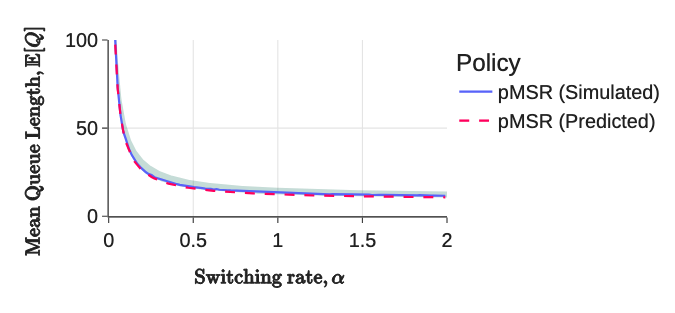 Mean Queue Length, 𝔼[Q]
100
50
0
0 0.5 1 1.5 2
Switching rate, α
Policy
pMSR (Simulated)
pMSR (Predicted)